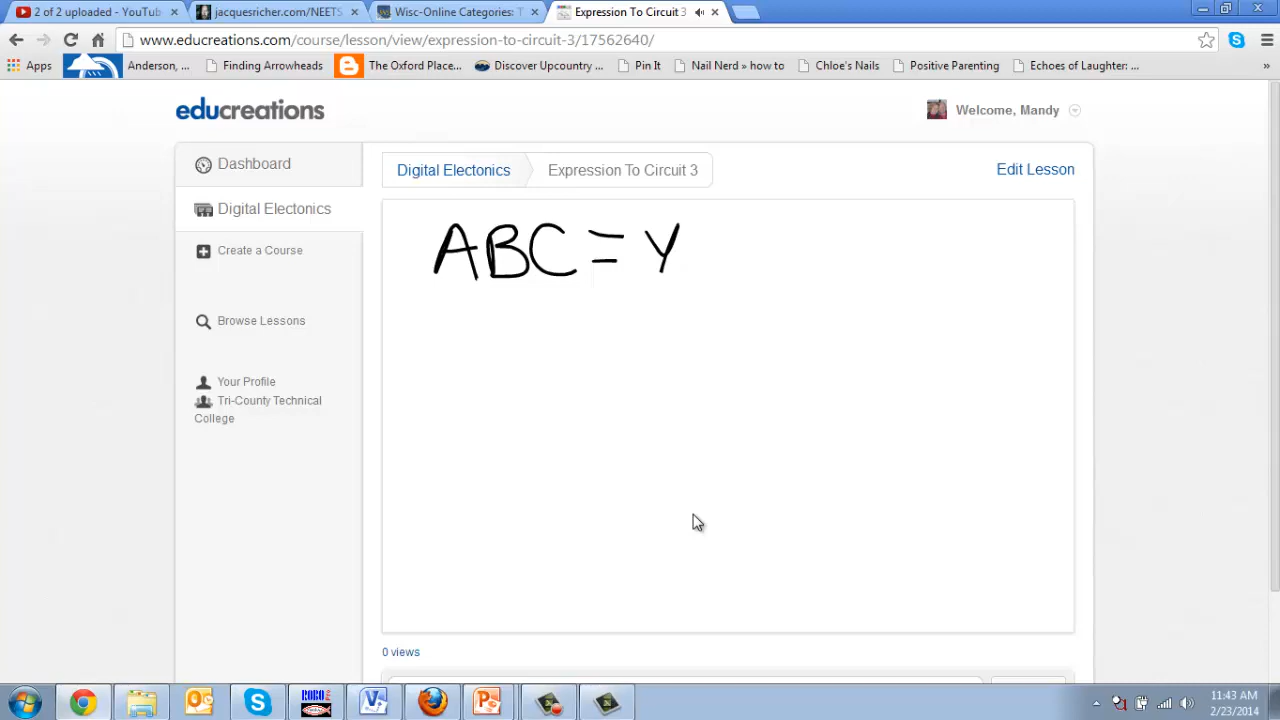 2 of 2 uploaded - YouTub
jacquesricher.com/NEETS
Wisc-Online Categories: T
Expression To Circuit 3
www.educreations.com/course/lesson/view/expression-to-circuit-3/17562640/
Apps
Anderson, ...
Finding Arrowheads
The Oxford Place...
Discover Upcountry ...
Pin It
Nail Nerd » how to
Chloe's Nails
Positive Parenting
Echoes of Laughter: ...
»
educreations
Welcome, Mandy
Dashboard
Digital Electonics
Expression To Circuit 3
Edit Lesson
Digital Electonics
Create a Course
Browse Lessons
Your Profile
Tri-County Technical
College
ABC = Y
0 views
ROBO
11:43 AM
2/23/2014